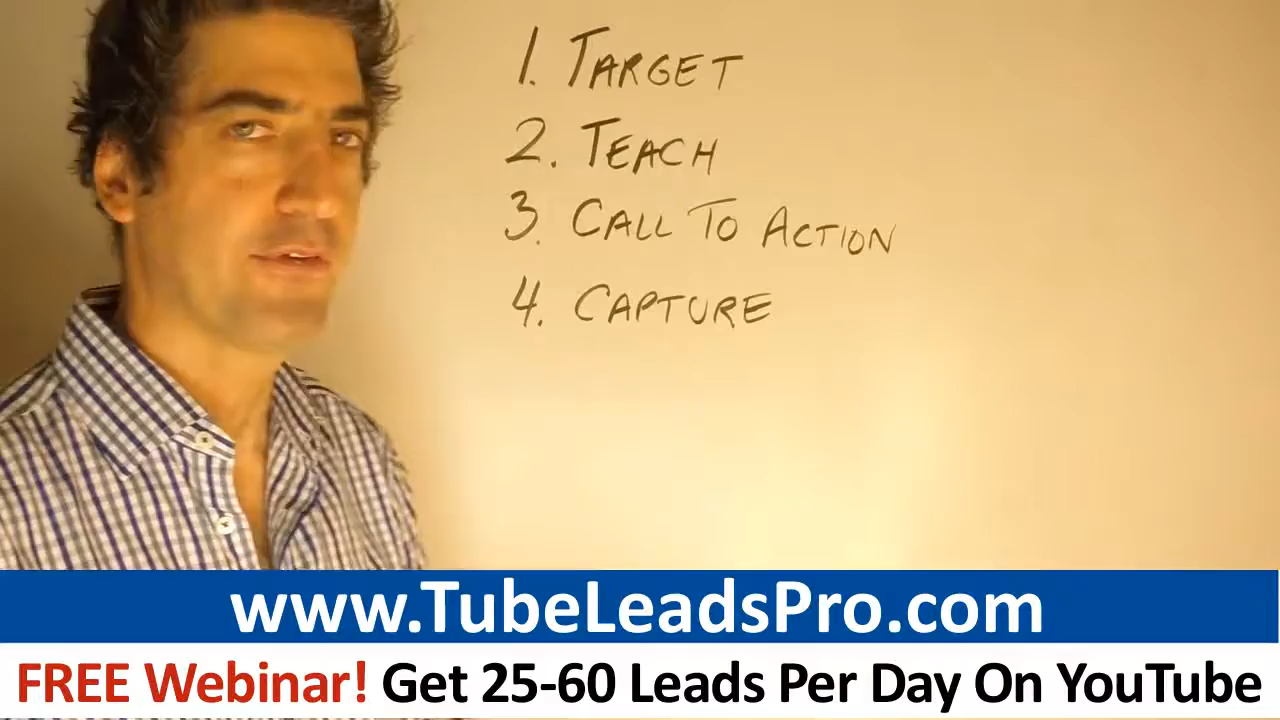 1. TARGET
2. TEACH
3. CALL TO ACTION
4. CAPTURE
www.TubeLeadsPro.com
FREE Webinar! Get 25-60 Leads Per Day On YouTube